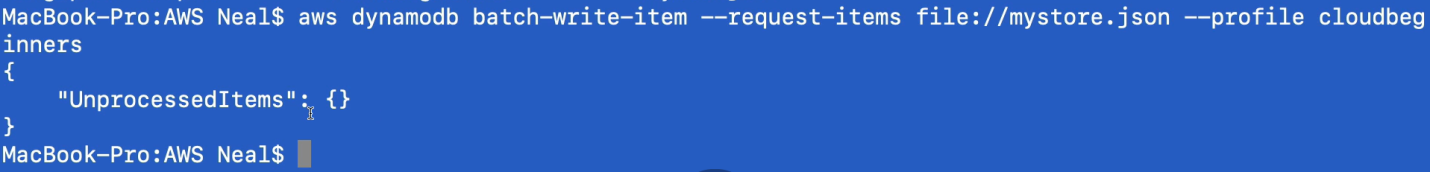 MacBook-Pro:AWS Neal$ aws dynamodb batch-write-item --request-items file://mystore.json --profile cloudbeg
inners
{
    "UnprocessedItems": {}
}
MacBook-Pro:AWS Neal$